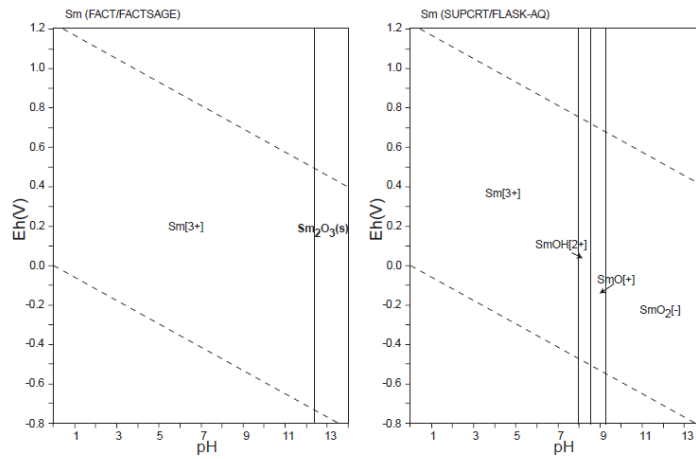 Sm (FACT/FACTSAGE)
1.2
1.0
0.8
0.6
0.4
0.2
0.0
-0.2
-0.4
-0.6
-0.8
Eh(V)
Sm[3+]
Sm2O3(s)
1 3 5 7 9 11 13
pH
Sm (SUPCRT/FLASK-AQ)
1.2
1.0
0.8
0.6
0.4
0.2
0.0
-0.2
-0.4
-0.6
-0.8
Eh(V)
Sm[3+]
SmOH[2+]
SmO[+]
SmO2[-]
1 3 5 7 9 11 13
pH